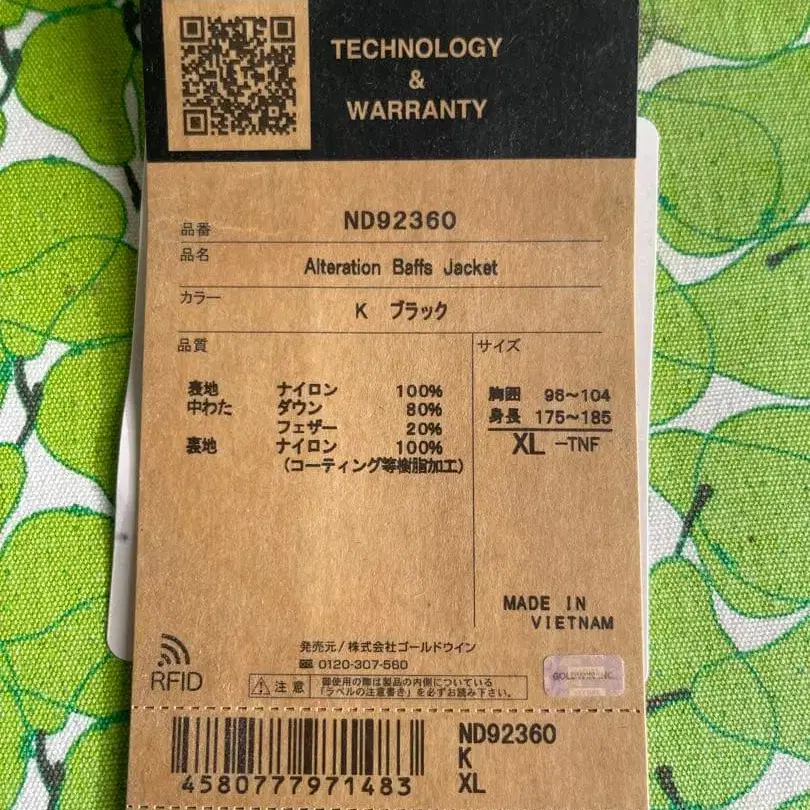 TECHNOLOGY
&
WARRANTY
品番 ND92360
品名 Alteration Baffs Jacket
カラー K ブラック
品質
裏地 ナイロン 100%
中わた ダウン 80%
フェザー 20%
裏地 ナイロン 100%
(コーティング等樹脂加工)
サイズ
胸囲 96～104
身長 175～185
XL -TNF
MADE IN
VIETNAM
RFID
発売元/株式会社ゴールドウイン
0120-307-560
注意 御使用の際は製品の内側についている
「ラベルの注意書き」を必ずお読み下さい。
GOLDWIN INC.
4580777971483
ND92360
K
XL